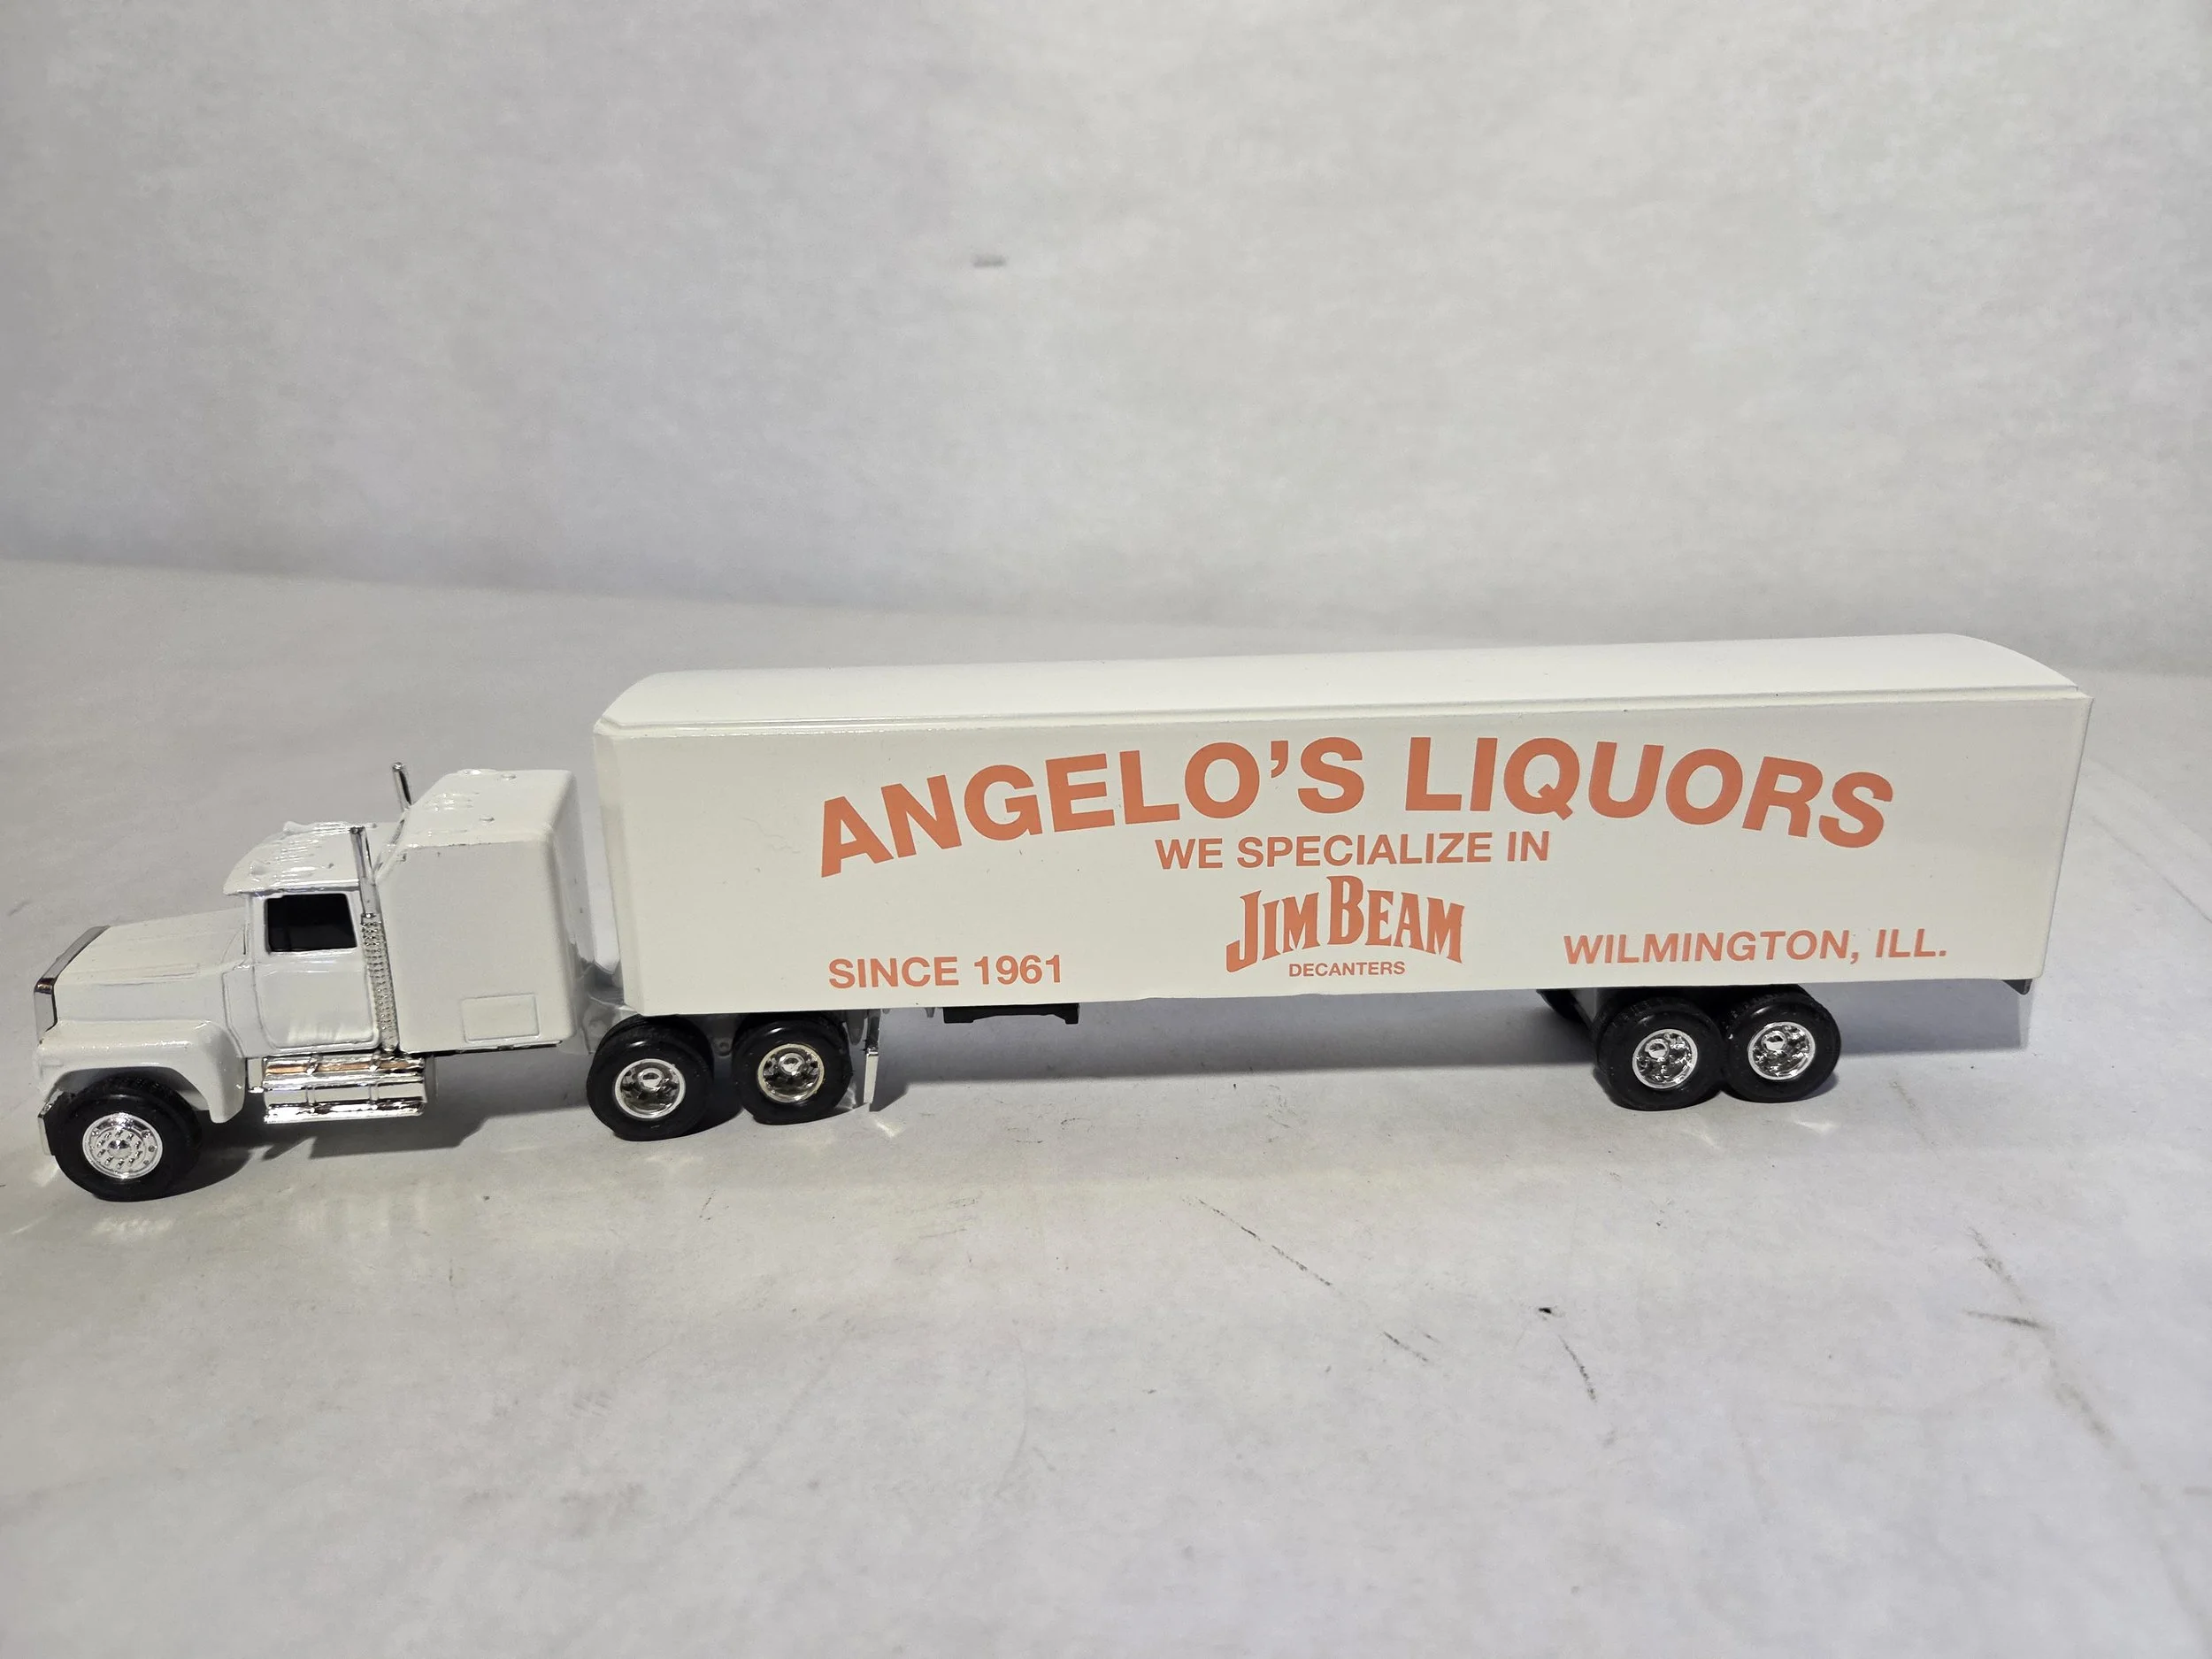 ANGELO'S LIQUORS
WE SPECIALIZE IN
JIM BEAM
DECANTERS
SINCE 1961
WILMINGTON, ILL.